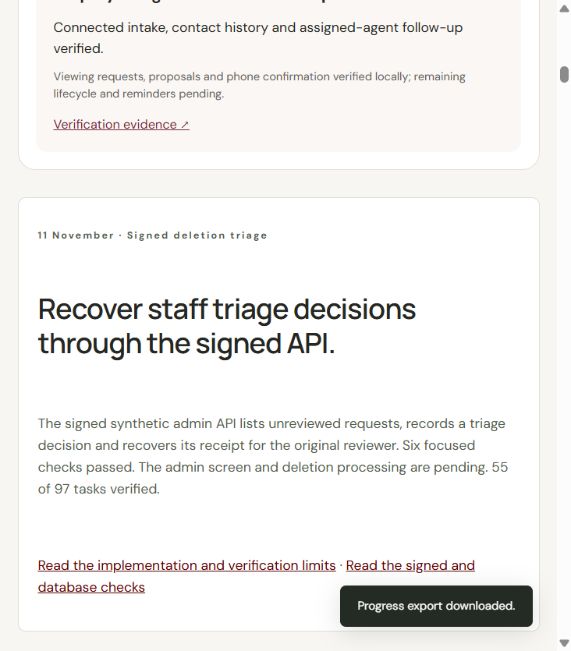 Connected intake, contact history and assigned-agent follow-up
verified.
Viewing requests, proposals and phone confirmation verified locally; remaining
lifecycle and reminders pending.
Verification evidence ↗
11 November · Signed deletion triage
Recover staff triage decisions
through the signed API.
The signed synthetic admin API lists unreviewed requests, records a triage
decision and recovers its receipt for the original reviewer. Six focused
checks passed. The admin screen and deletion processing are pending. 55
of 97 tasks verified.
Read the implementation and verification limits · Read the signed and
database checks
Progress export downloaded.